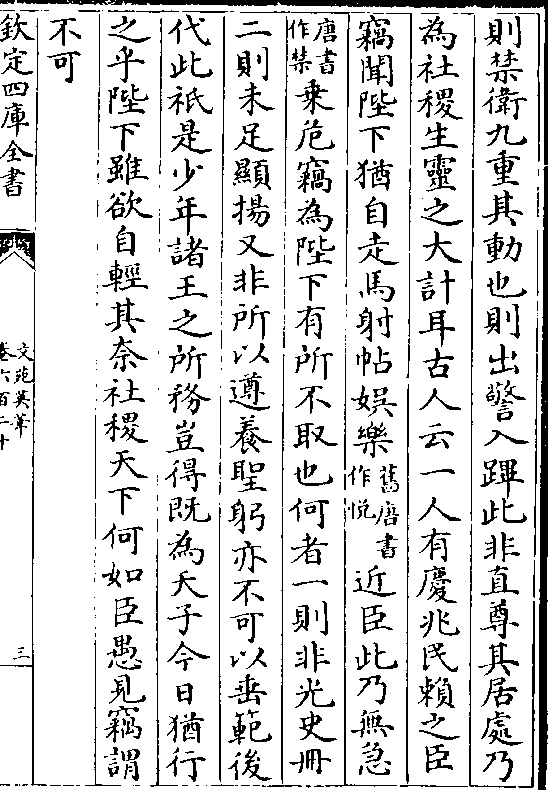 則禁衛九重其動也則出警入蹕此非直尊其居處乃
為社稷生靈之大計耳古人云一人有慶兆民賴之臣
竊聞陛下猶自走馬射帖娯樂舊唐書作悅近臣此乃無急
唐書作禁乗危竊為陛下有所不取也何者一則非光史冊
二則未足顯揚又非所以遵養聖躬亦不可以垂範後
代此祇是少年諸王之所務豈得既為天子今日猶行
之乎陛下雖欲自輕其奈社稷天下何如臣愚見竊謂
不可
欽定四庫全書
文苑英華
卷六百二十
三